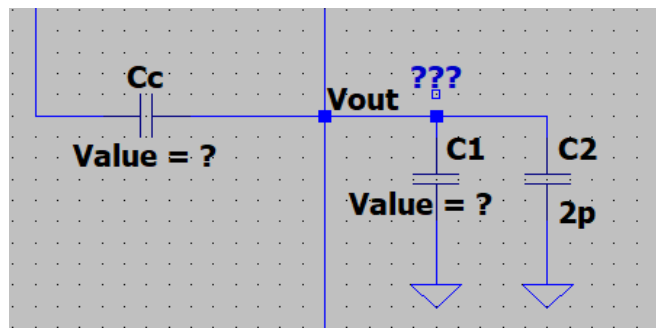 Cc
???
Vout
C1
C2
Value = ?
Value = ?
2p